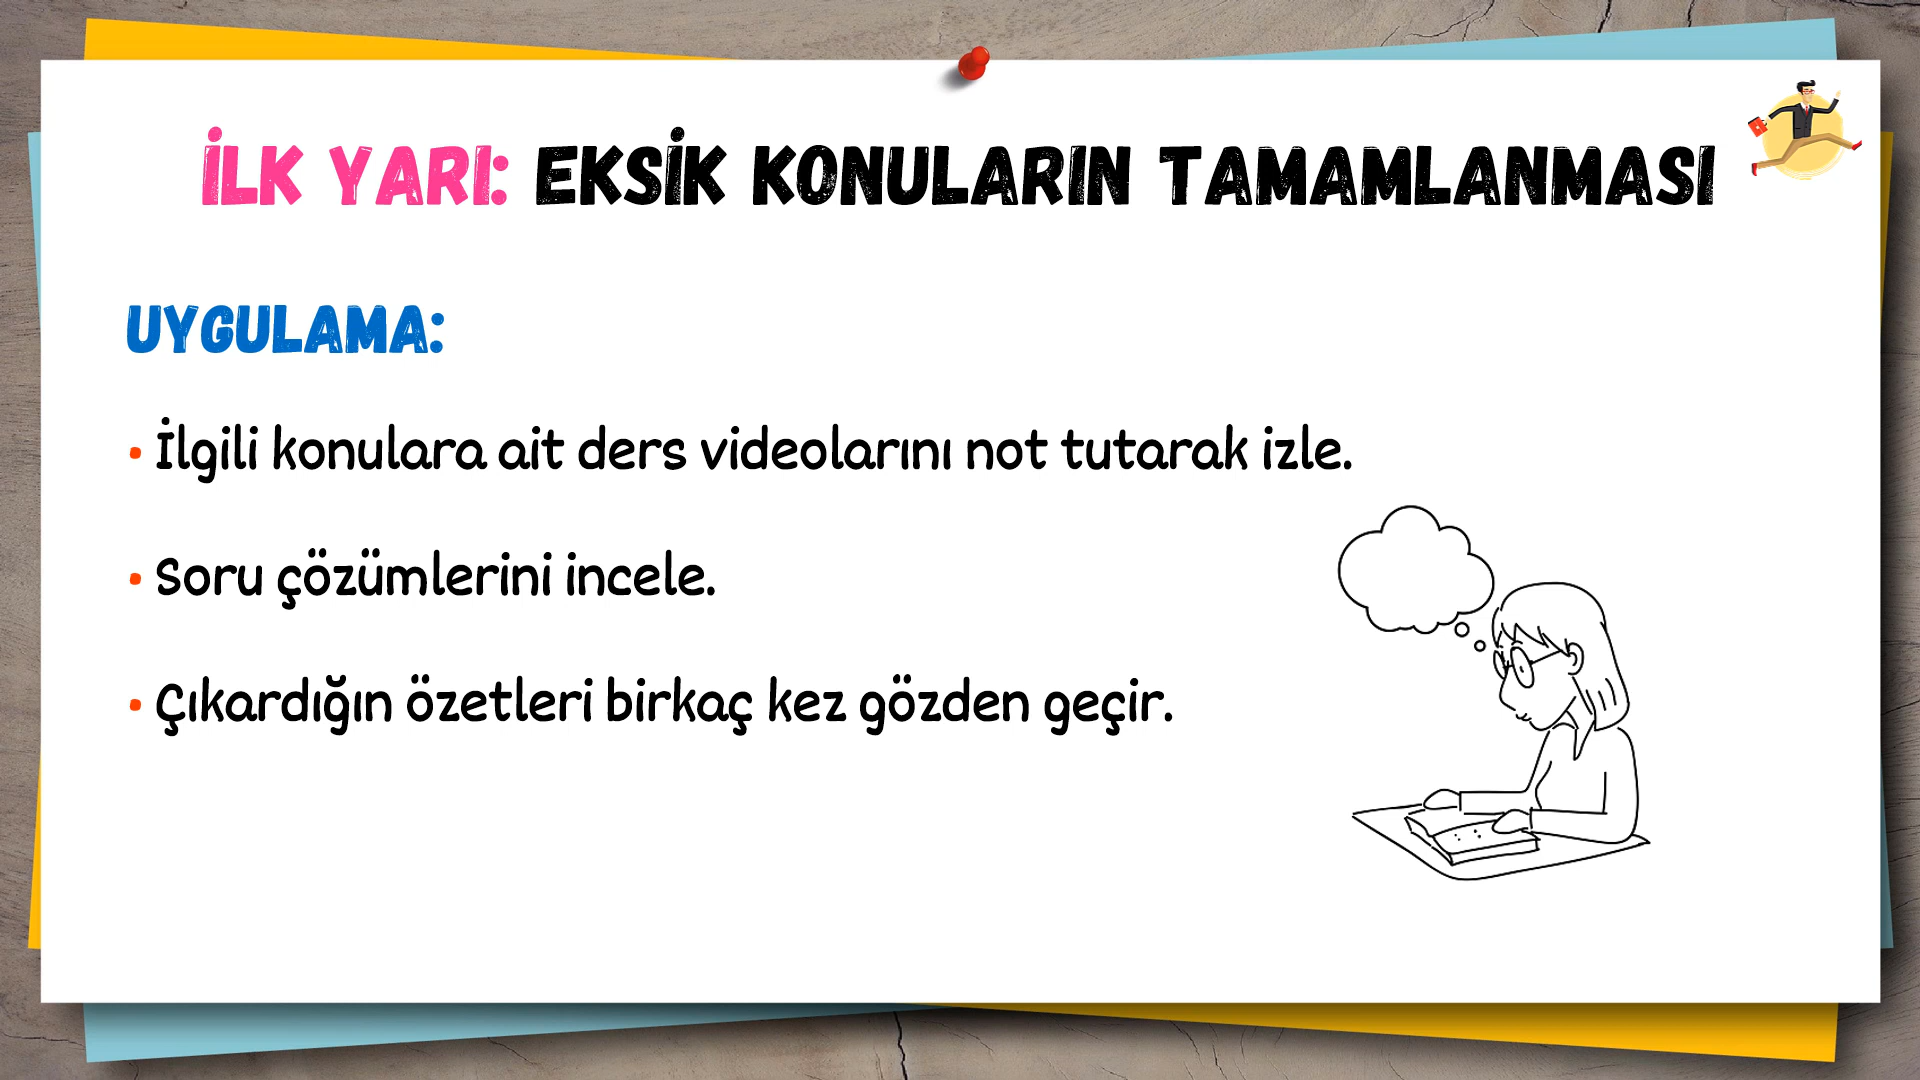 İLK YARI: EKSİK KONULARIN TAMAMLANMASI
UYGULAMA:
• İlgili konulara ait ders videolarını not tutarak izle.
• Soru çözümlerini incele.
• Çıkardığın özetleri birkaç kez gözden geçir.